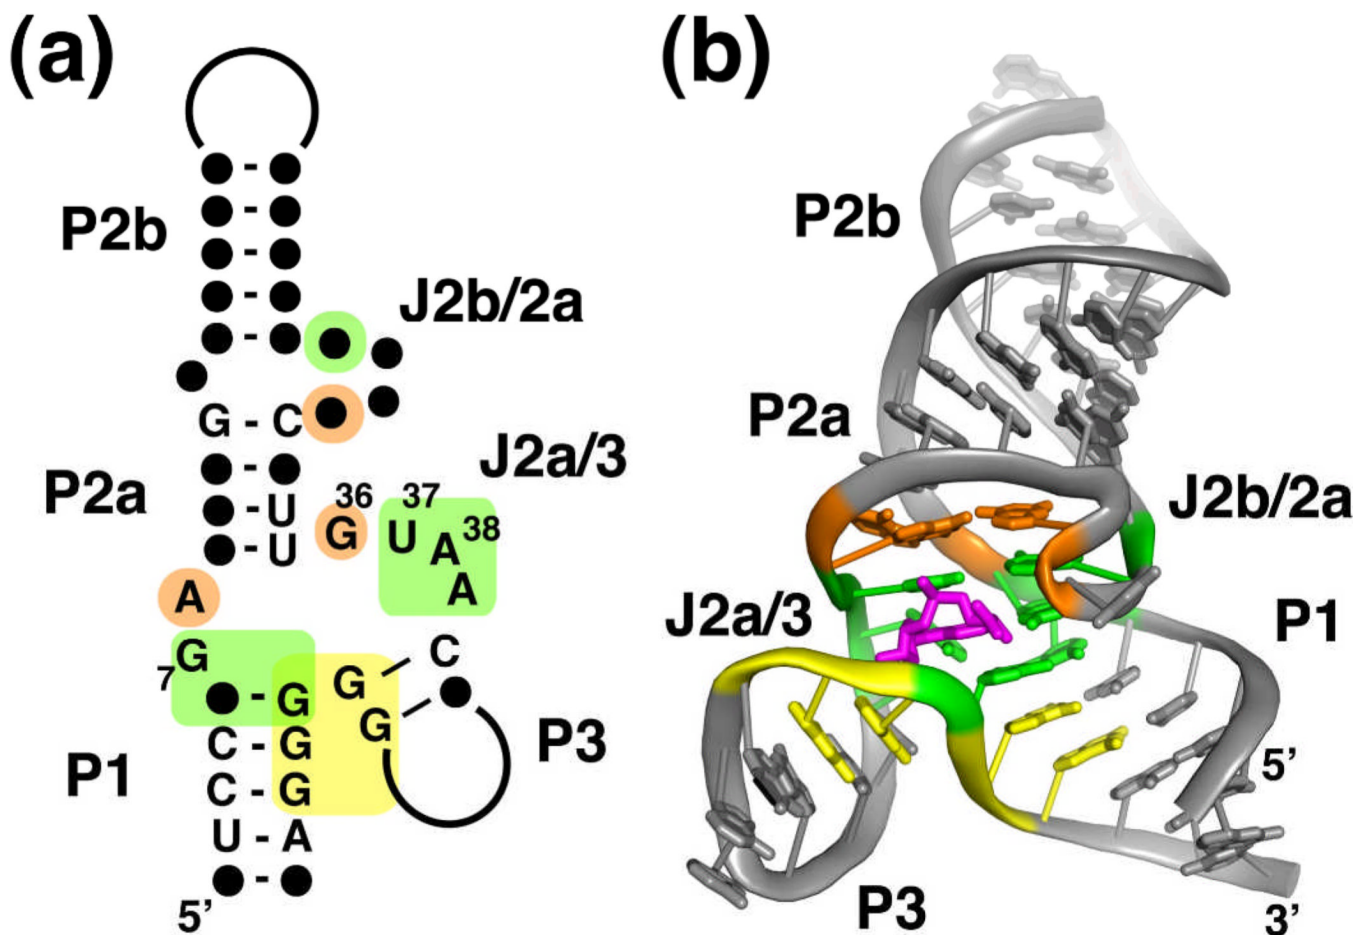 (a)
P2b
J2b/2a
G - C
P2a
J2a/3
36 37
U G U A 38
U A
A
7 G C
G G
P1 C - G G P3
C - G
U - A
5’
(b)
P2b
P2a
J2b/2a
J2a/3
P1
5’
P3
3’